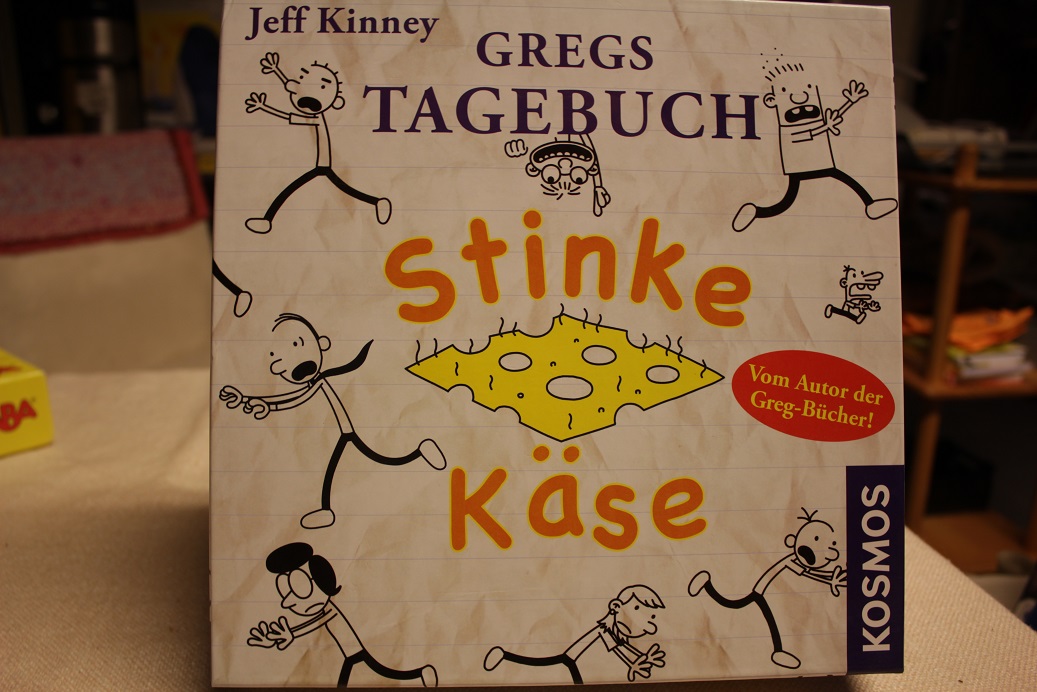 Jeff Kinney
GREGS
TAGEBUCH
Stinke
Käse
Vom Autor der
Greg-Bücher!
KOSMOS